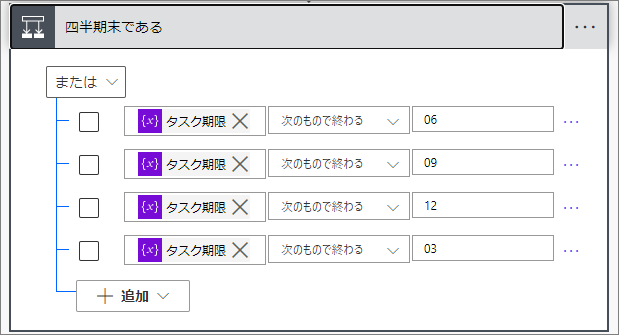 四半期末である
または
{x} タスク期限 次のもので終わる 06
{x} タスク期限 次のもので終わる 09
{x} タスク期限 次のもので終わる 12
{x} タスク期限 次のもので終わる 03
追加